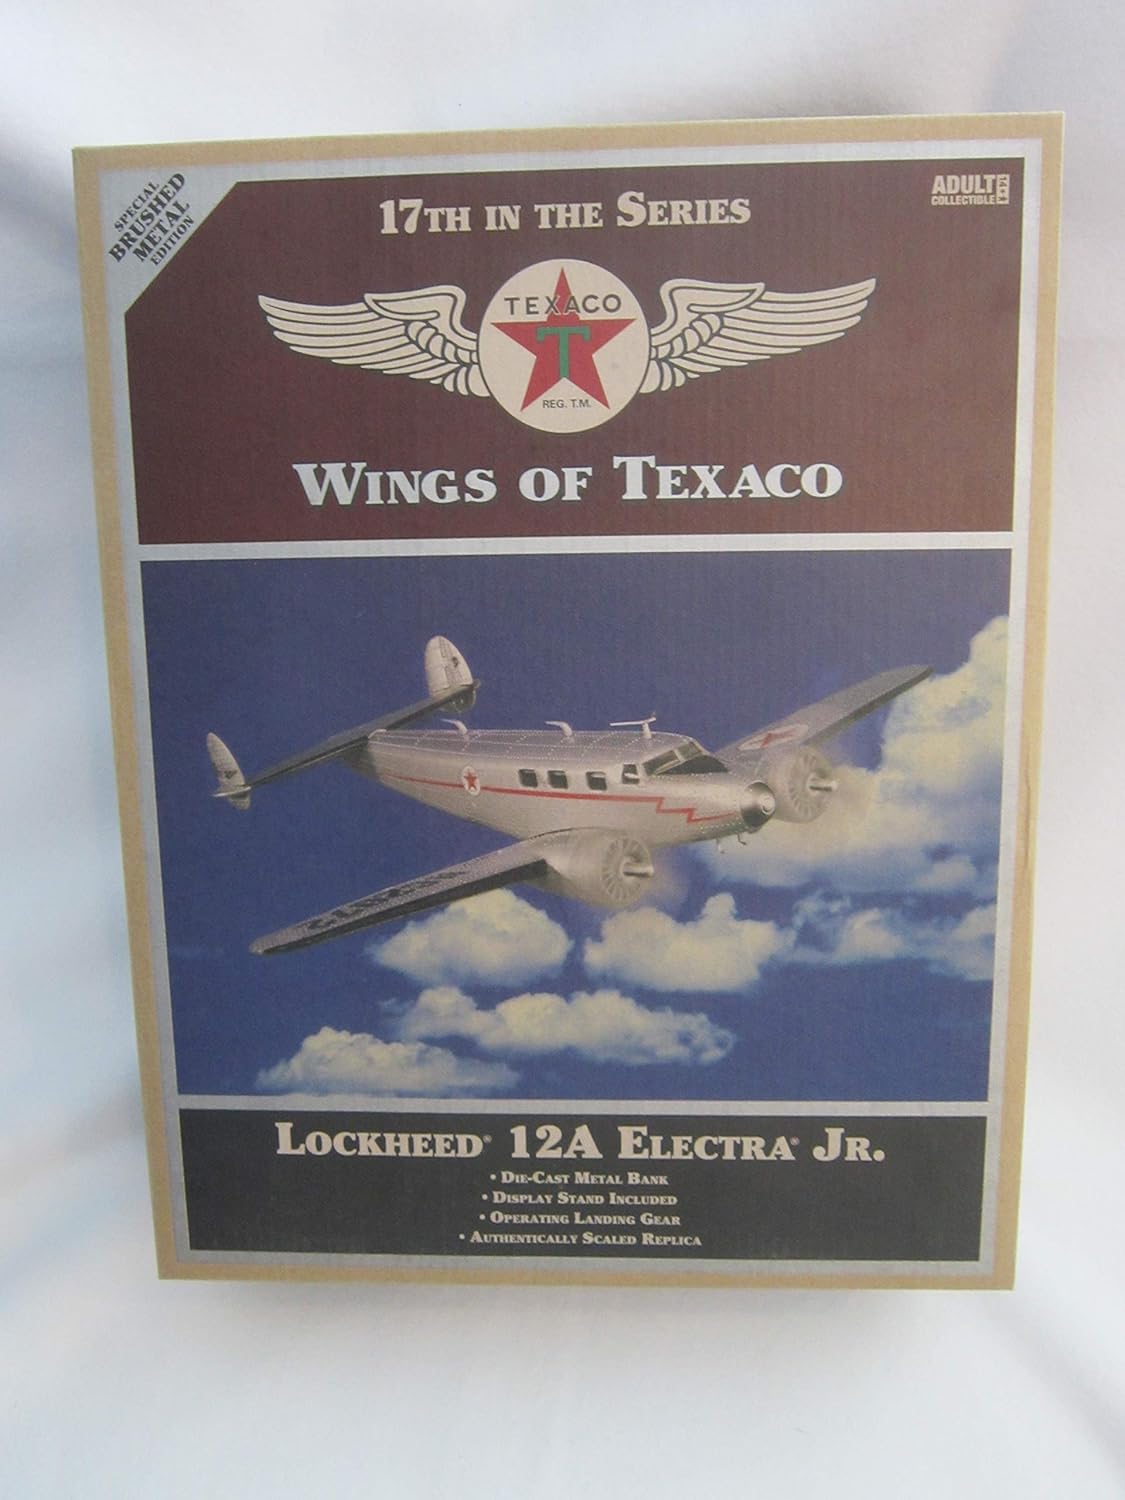 SPECIAL
BRUSHED
METAL
EDITION
17TH IN THE SERIES
ADULT
COLLECTIBLE
14+
TEXACO
T
REG. T.M.
WINGS OF TEXACO
LOCKHEED® 12A ELECTRA® JR.
• DIE-CAST METAL BANK
• DISPLAY STAND INCLUDED
• OPERATING LANDING GEAR
• AUTHENTICALLY SCALED REPLICA